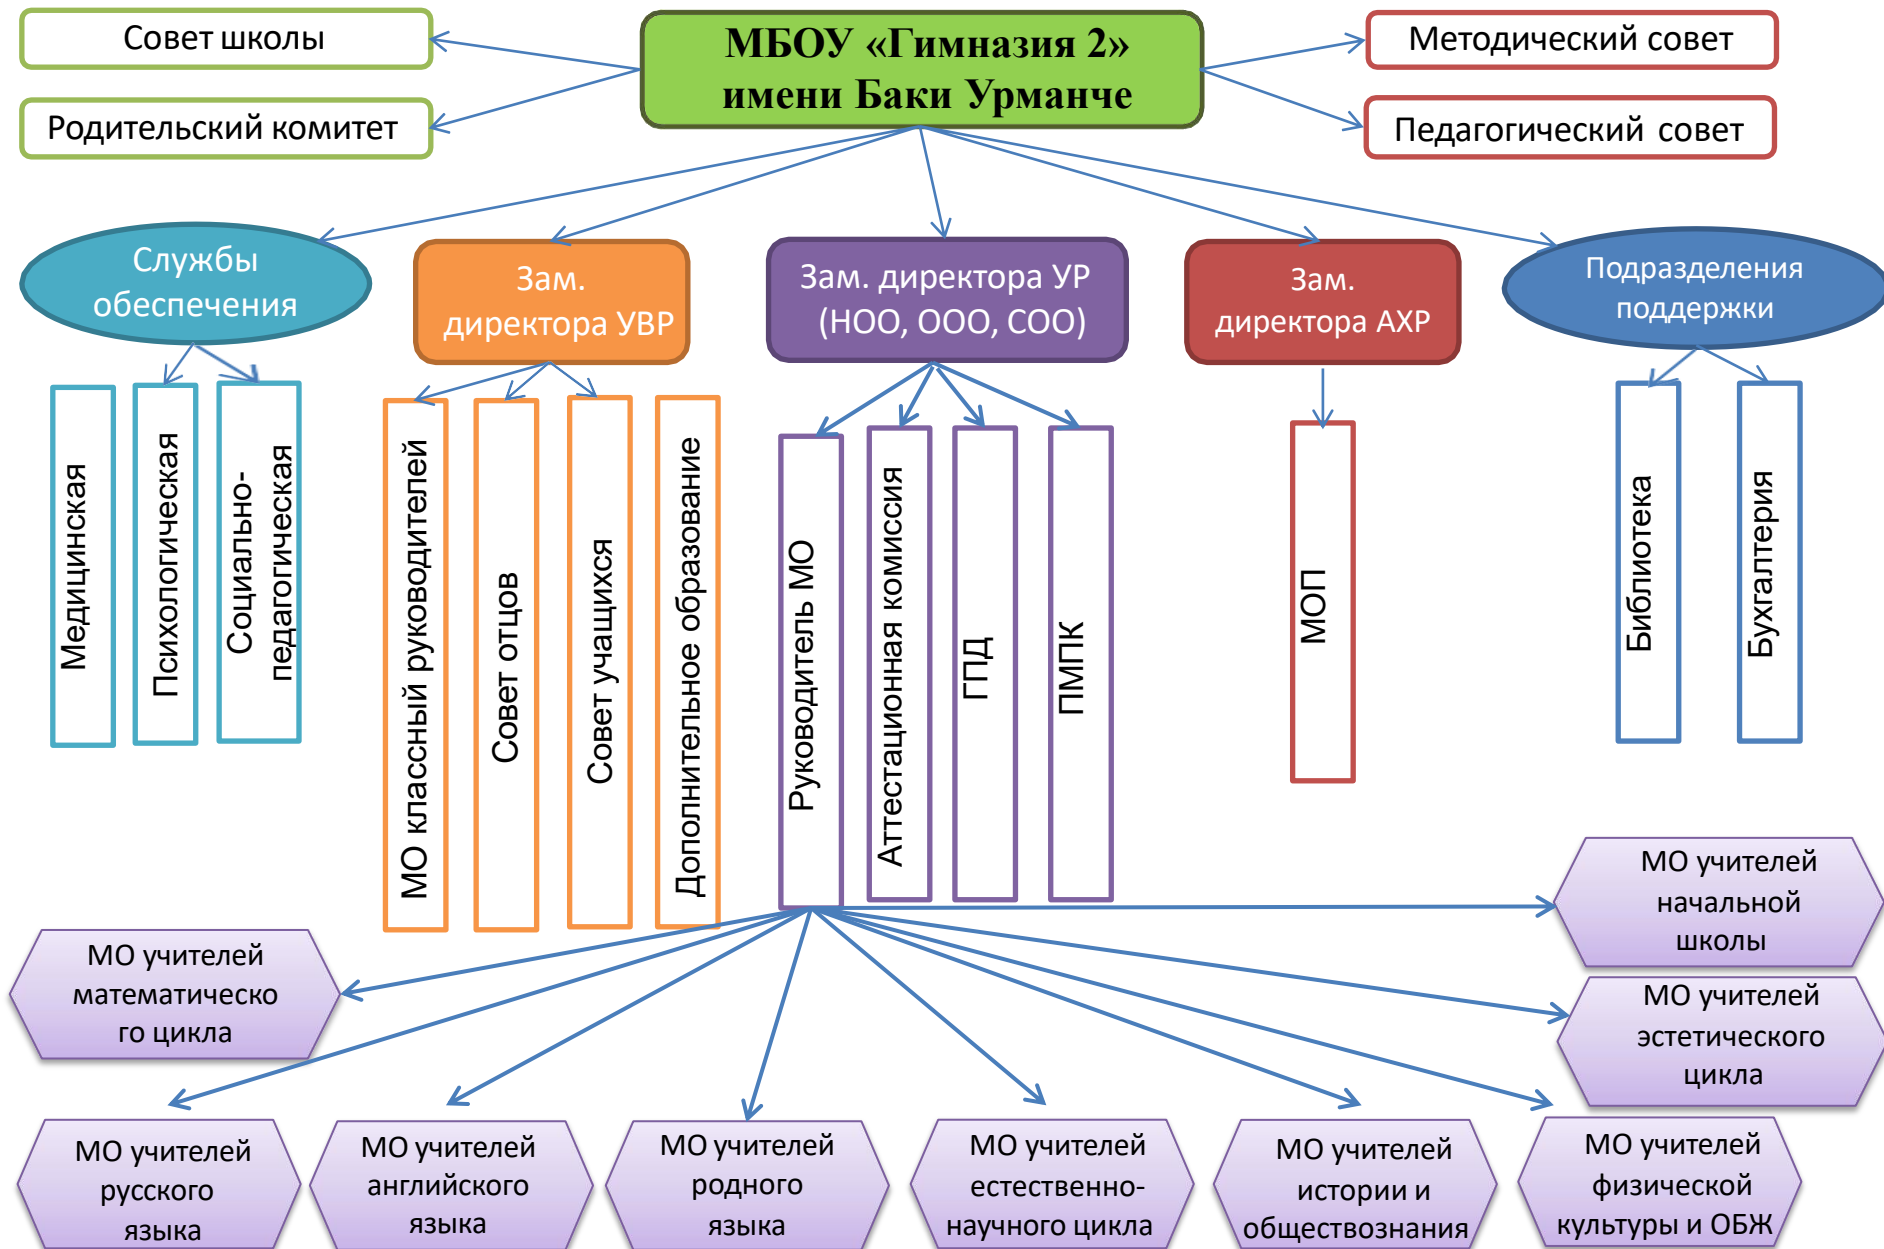 Совет школы
Родительский комитет
МБОУ «Гимназия 2»
имени Баки Урманче
Методический совет
Педагогический совет
Службы
обеспечения
Зам.
директора УВР
Зам. директора УР
(НОО, ООО, СОО)
Зам.
директора АХР
Подразделения
поддержки
Медицинская
Психологическая
Социально-
педагогическая
МО классный руководителей
Совет отцов
Совет учащихся
Дополнительное образование
Руководитель МО
Аттестационная комиссия
ГПД
ПМПК
МОП
Библиотека
Бухгалтерия
МО учителей
начальной
школы
МО учителей
математическо
го цикла
МО учителей
эстетического
цикла
МО учителей
русского
языка
МО учителей
английского
языка
МО учителей
родного
языка
МО учителей
естественно-
научного цикла
МО учителей
истории и
обществознания
МО учителей
физической
культуры и ОБЖ